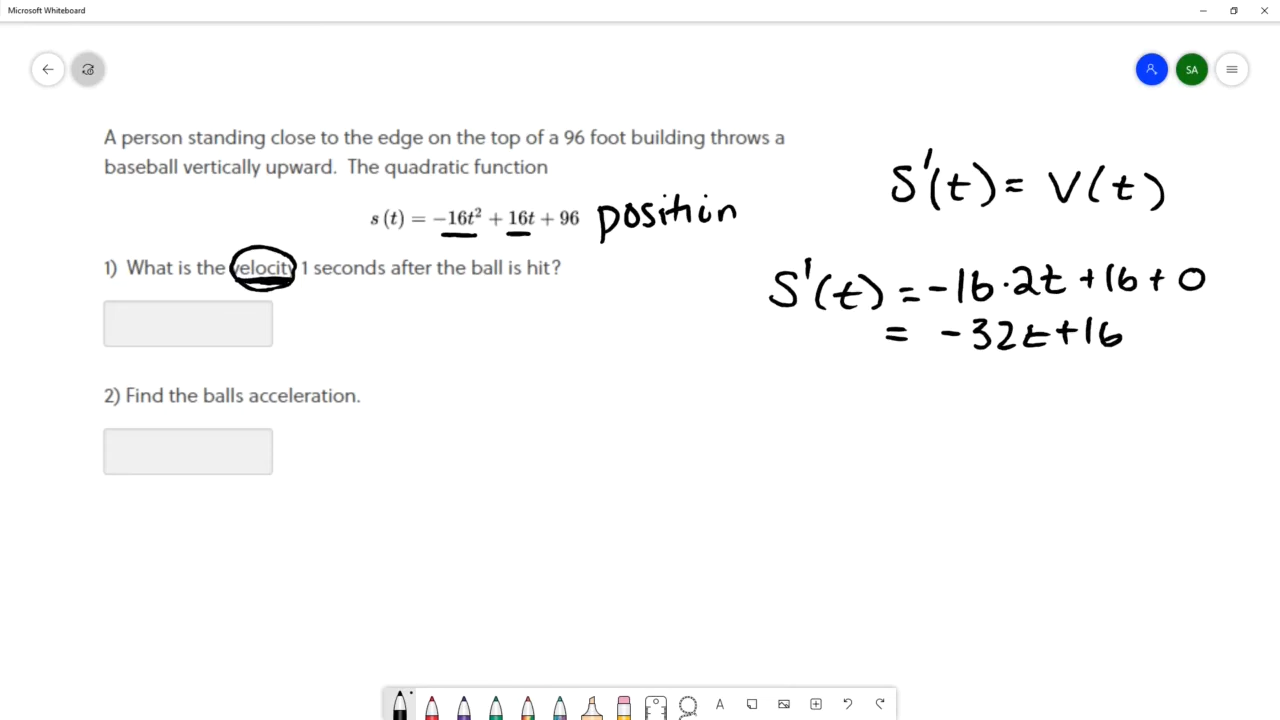 Microsoft Whiteboard
SA
A person standing close to the edge on the top of a 96 foot building throws a
baseball vertically upward. The quadratic function
s(t) = −16t² + 16t + 96 position
1) What is the velocity 1 seconds after the ball is hit?
2) Find the balls acceleration.
S'(t) = V(t)
S'(t) = -16·2t + 16 + 0
= -32t + 16
A